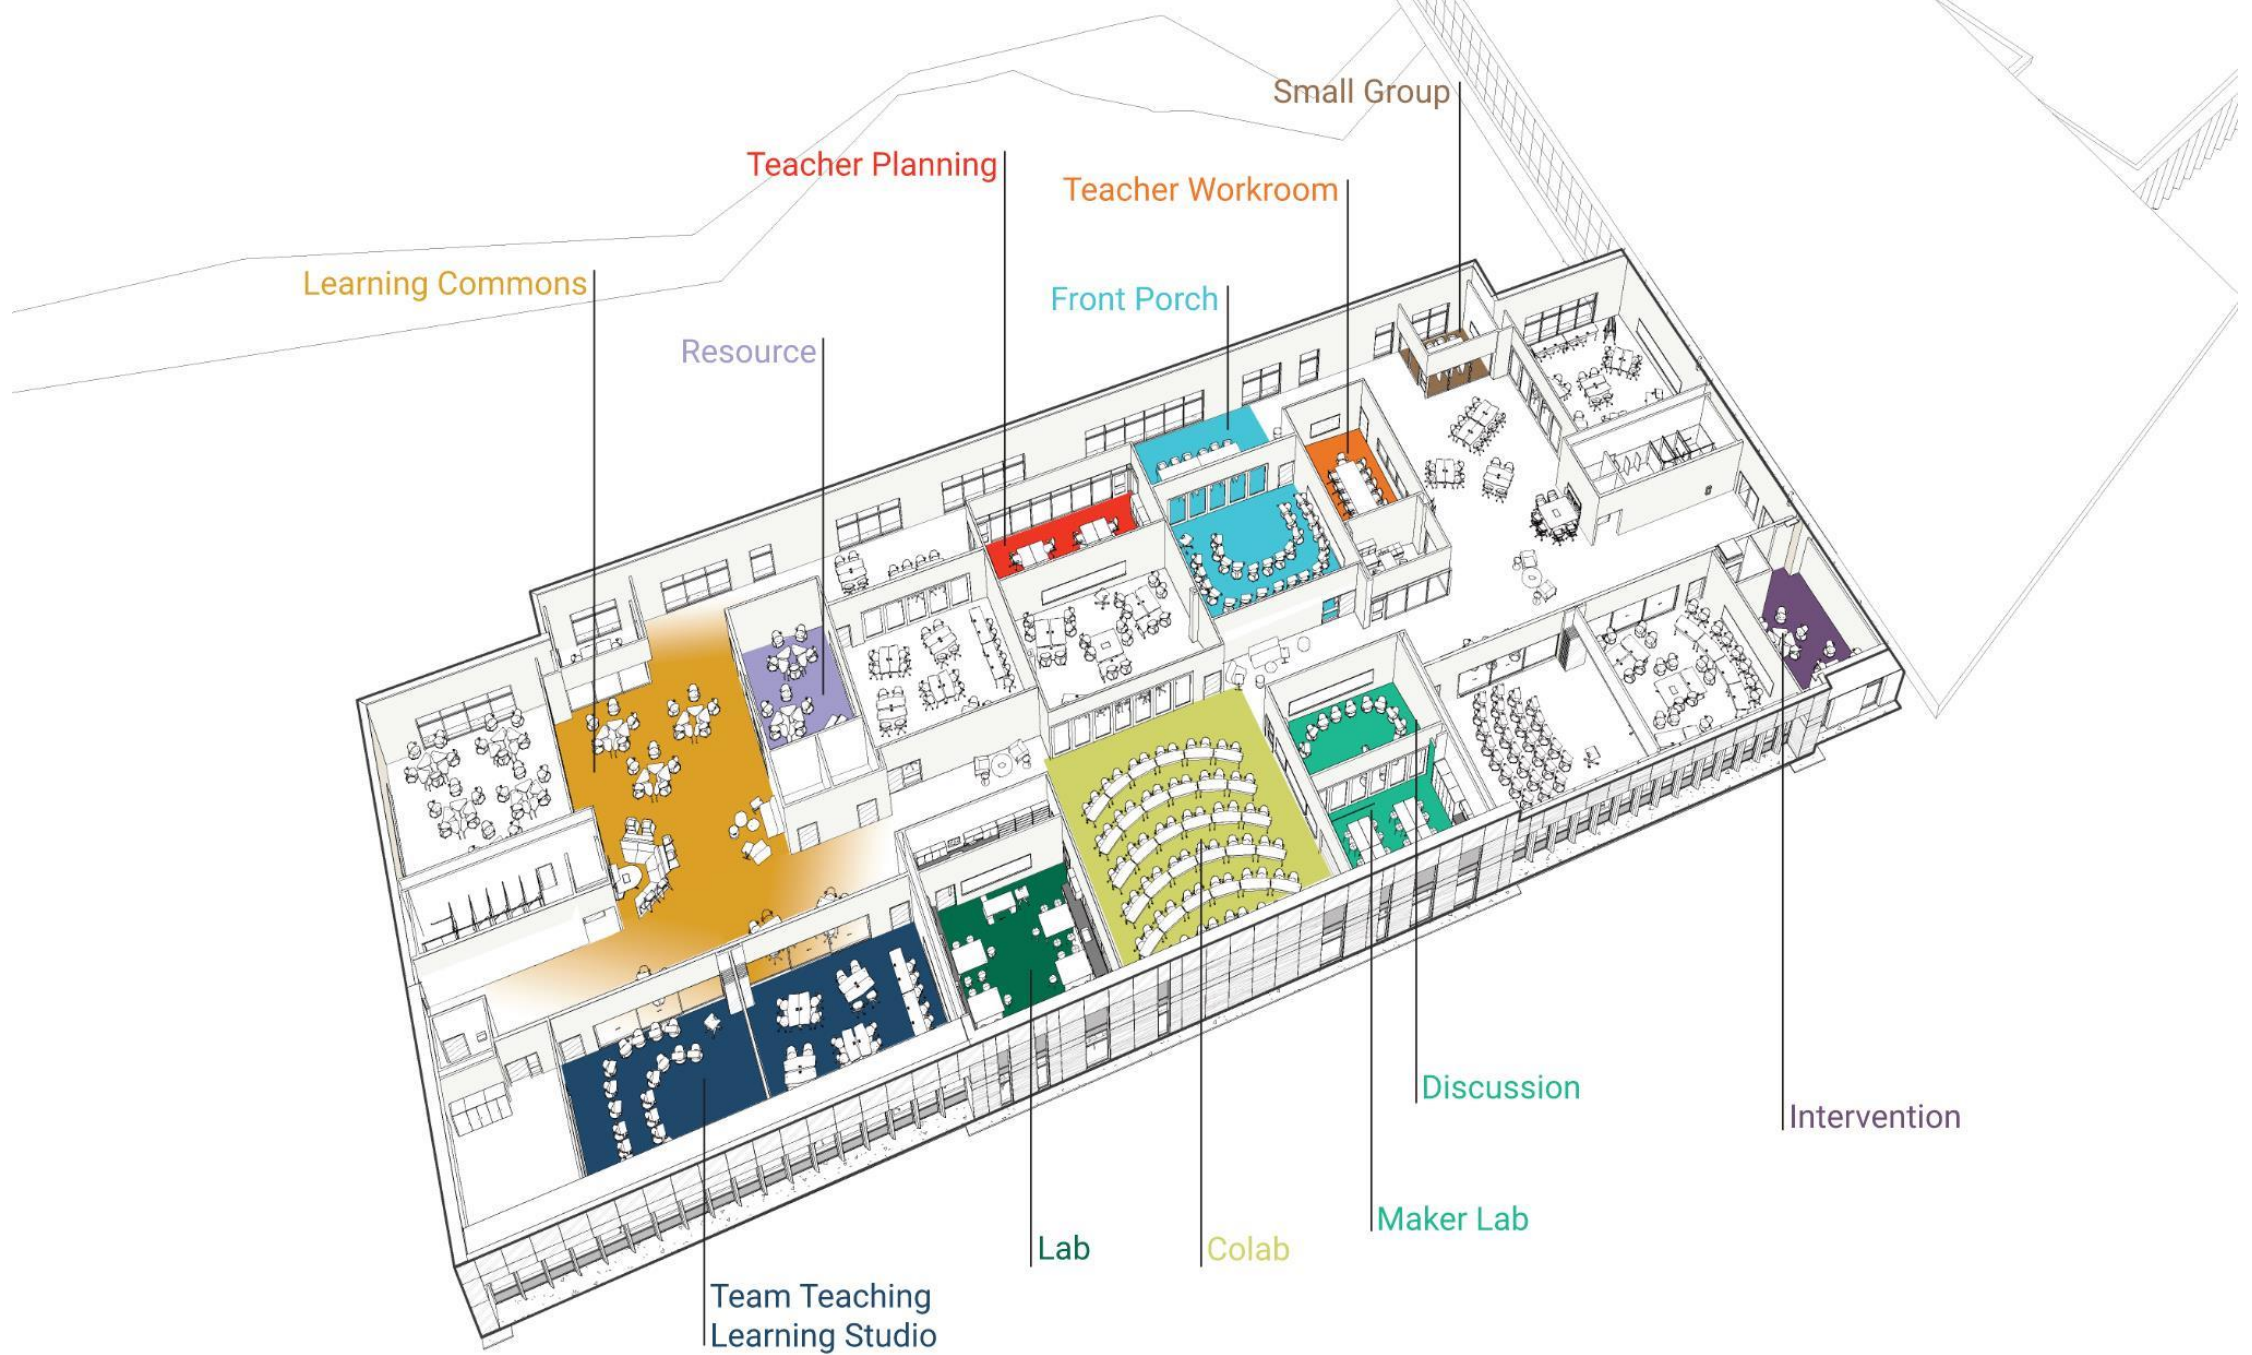 Small Group
Teacher Planning
Teacher Workroom
Learning Commons
Front Porch
Resource
Discussion
Intervention
Maker Lab
Lab
Colab
Team Teaching
Learning Studio